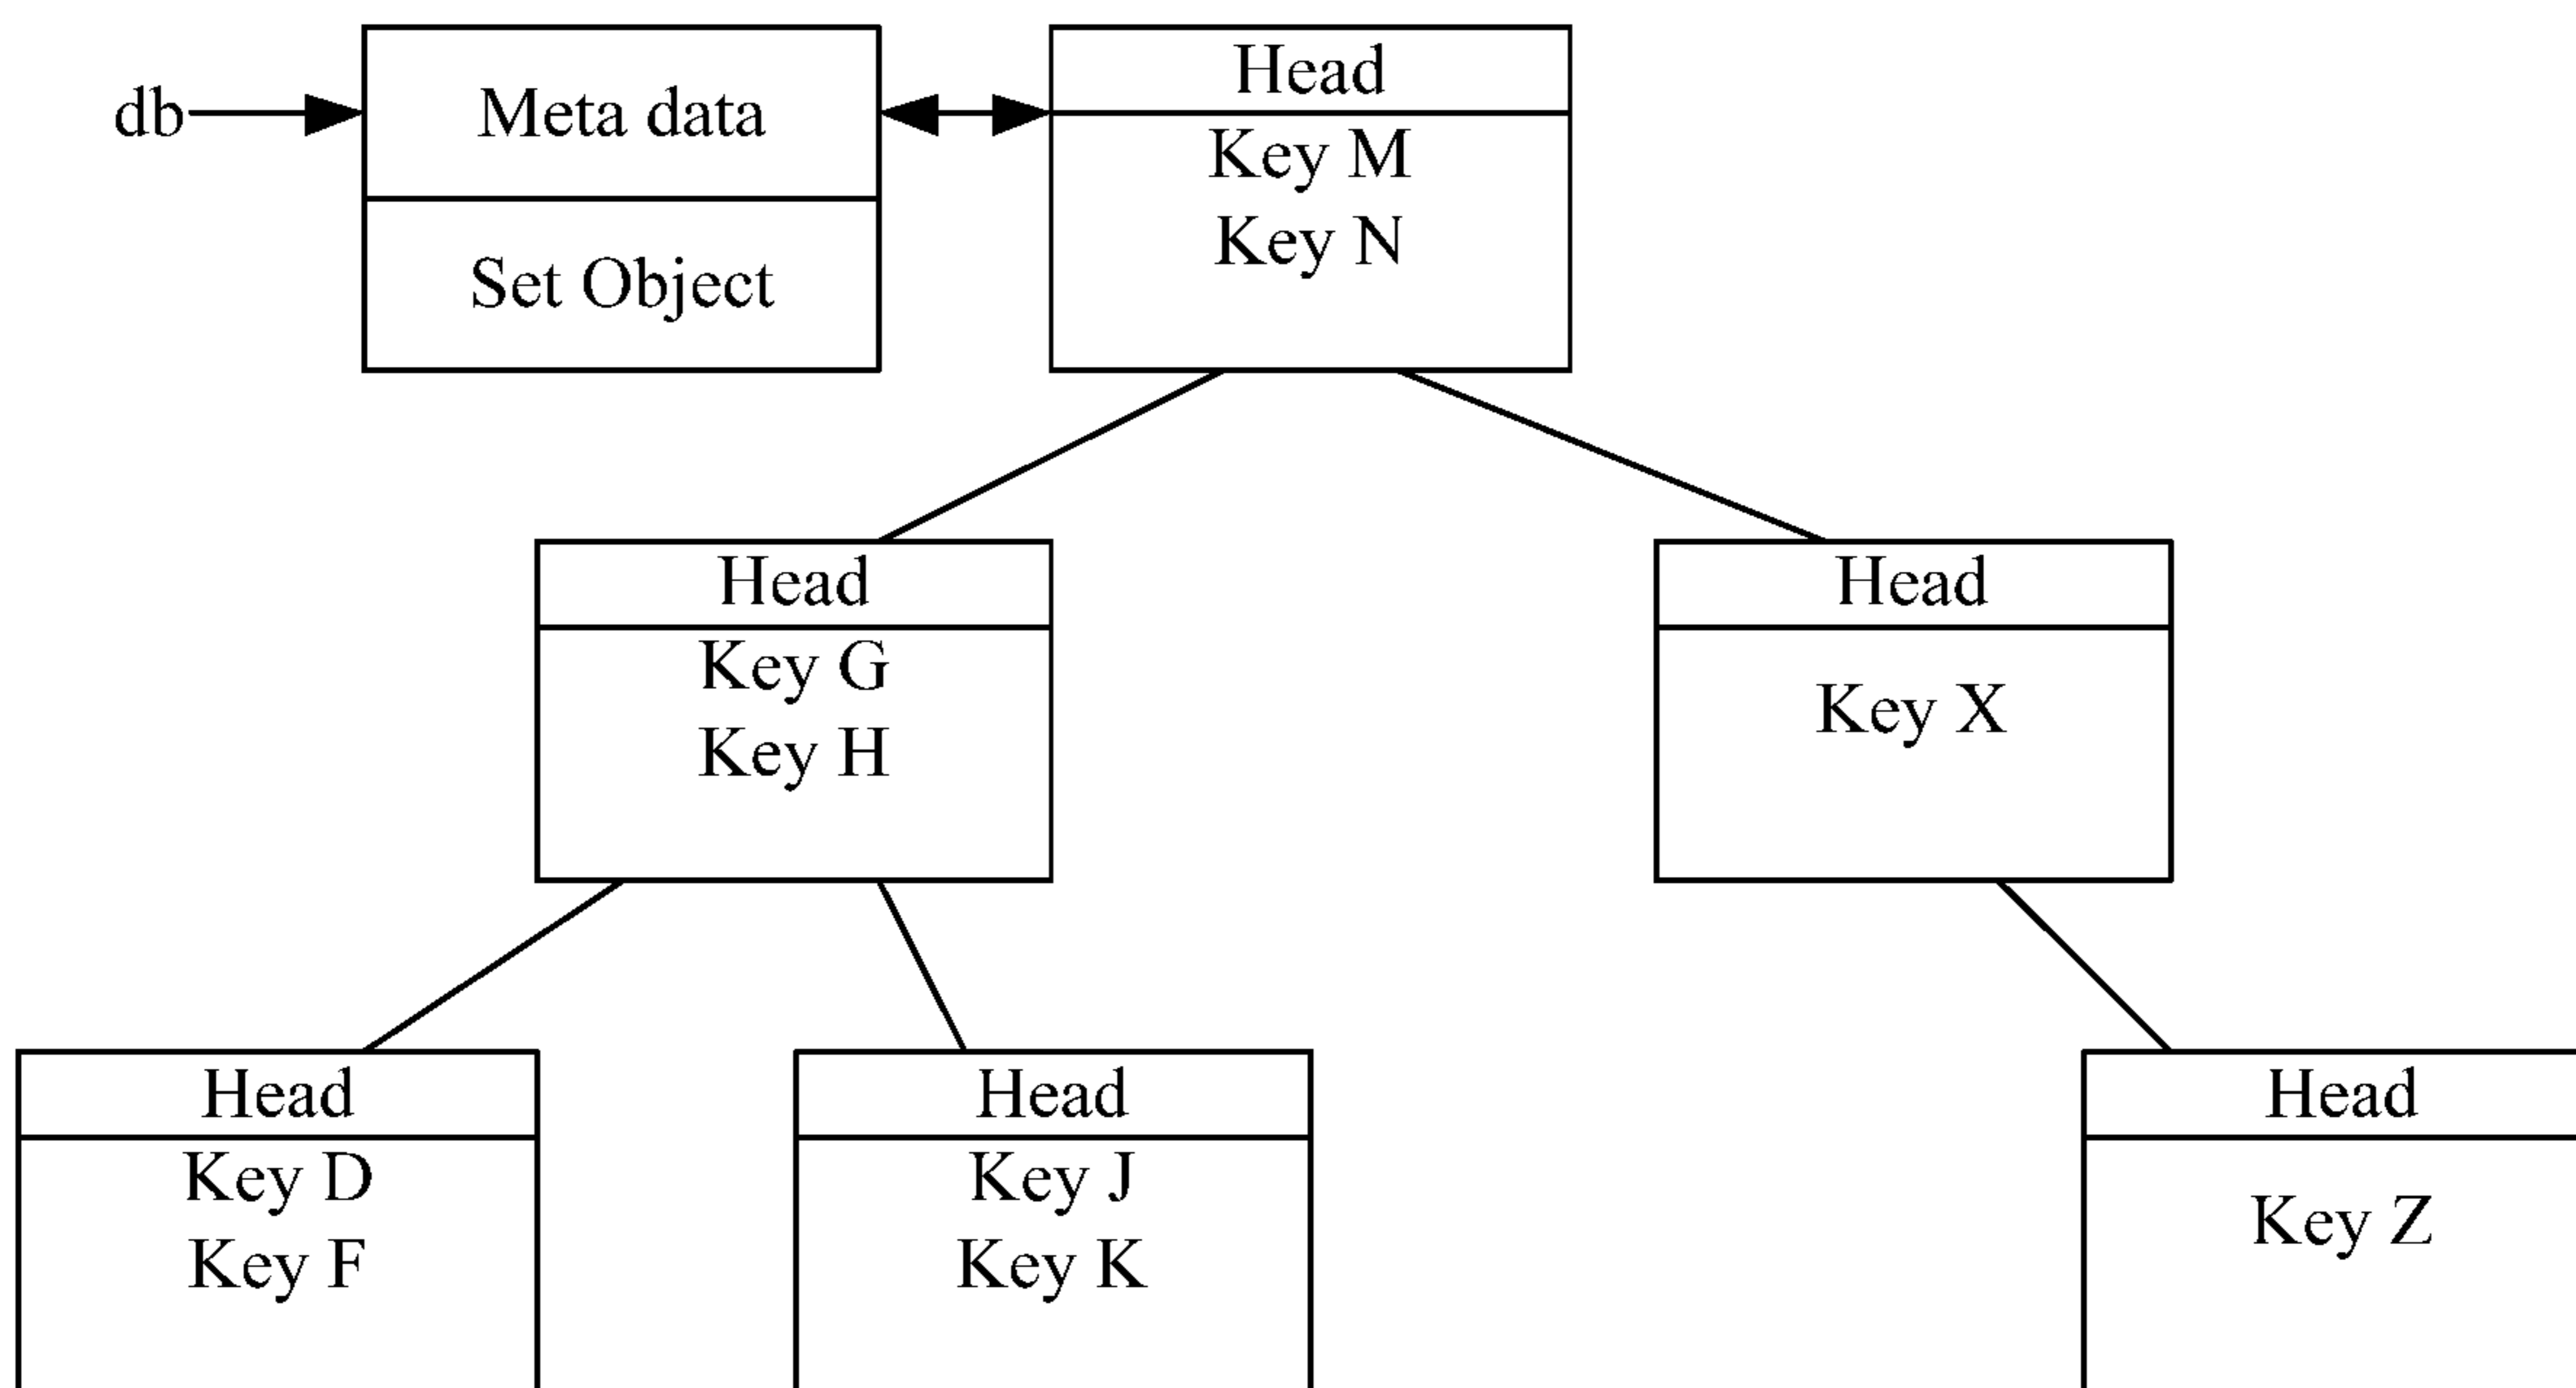 db
Meta data
Set Object
Head
Key M
Key N
Head
Key G
Key H
Head
Key X
Head
Key D
Key F
Head
Key J
Key K
Head
Key Z